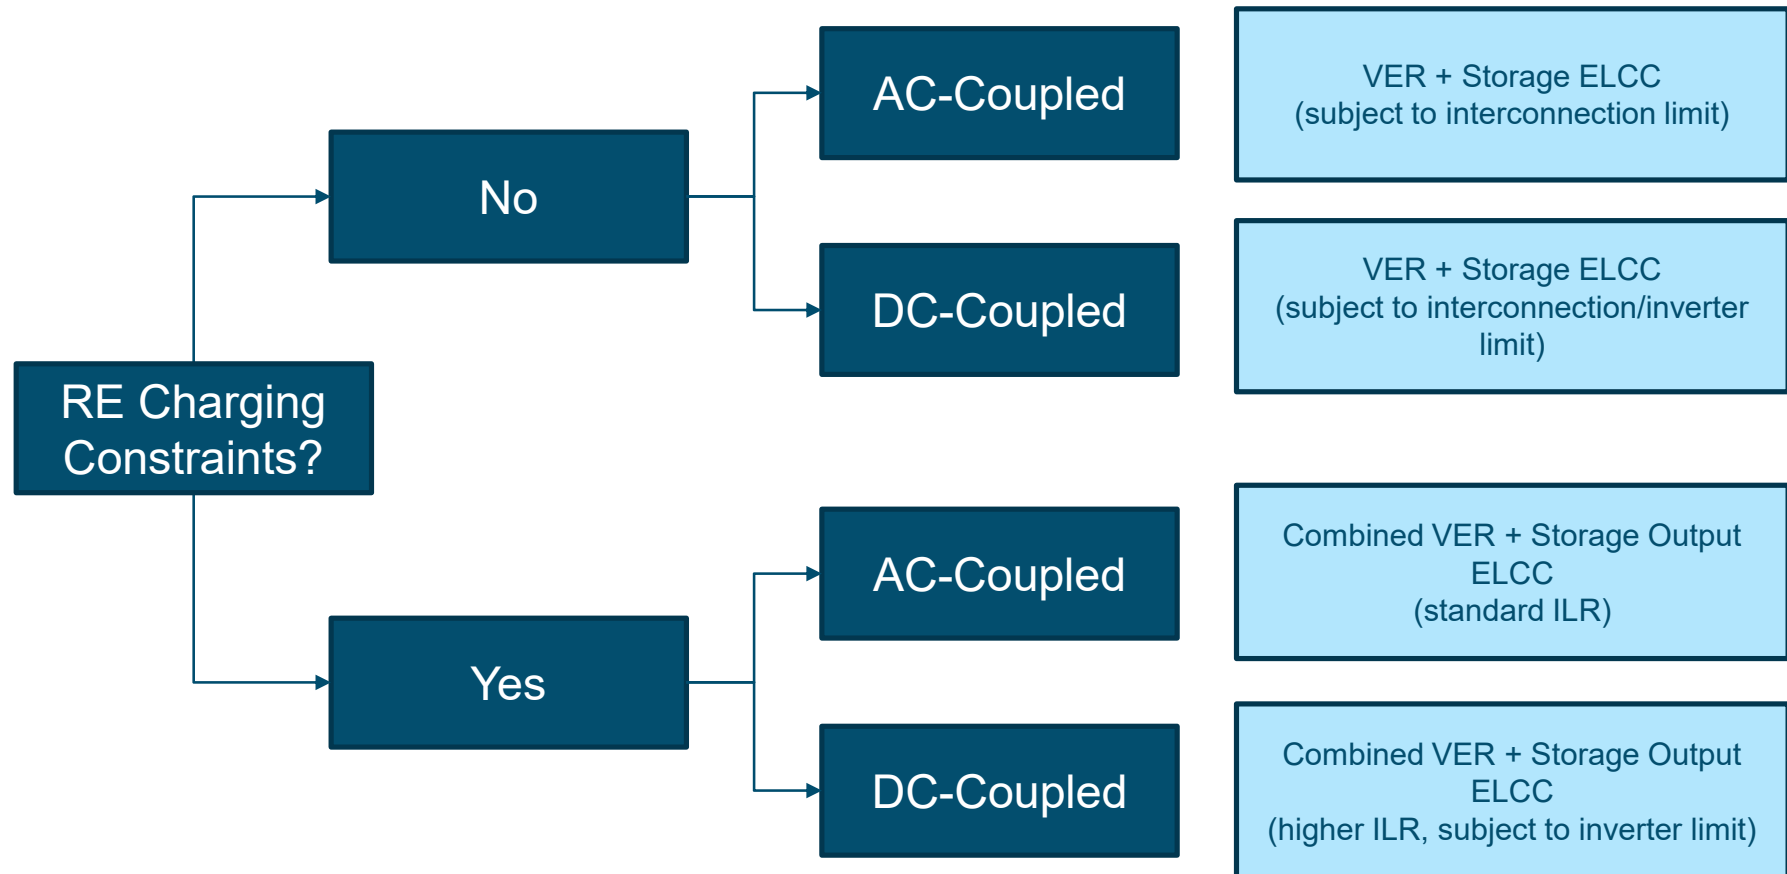 RE Charging
Constraints?
No
AC-Coupled
VER + Storage ELCC
(subject to interconnection limit)
DC-Coupled
VER + Storage ELCC
(subject to interconnection/inverter
limit)
Yes
AC-Coupled
Combined VER + Storage Output
ELCC
(standard ILR)
DC-Coupled
Combined VER + Storage Output
ELCC
(higher ILR, subject to inverter limit)